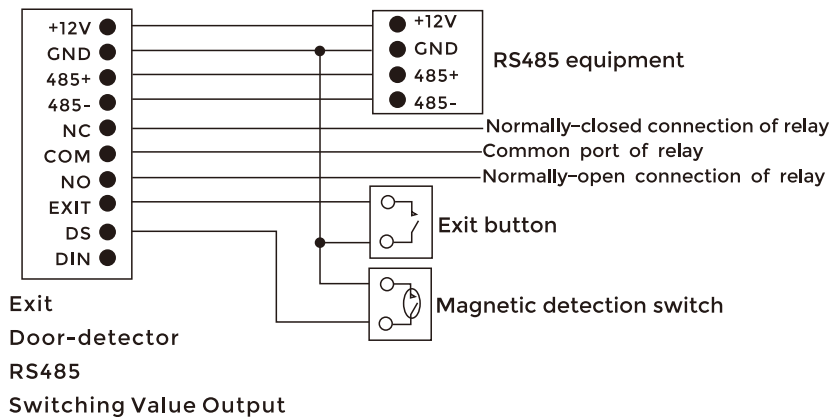 +12V
GND
485+
485-
NC
COM
NO
EXIT
DS
DIN
+12V
GND
485+
485-
RS485 equipment
Normally-closed connection of relay
Common port of relay
Normally-open connection of relay
Exit button
Magnetic detection switch
Exit
Door-detector
RS485
Switching Value Output